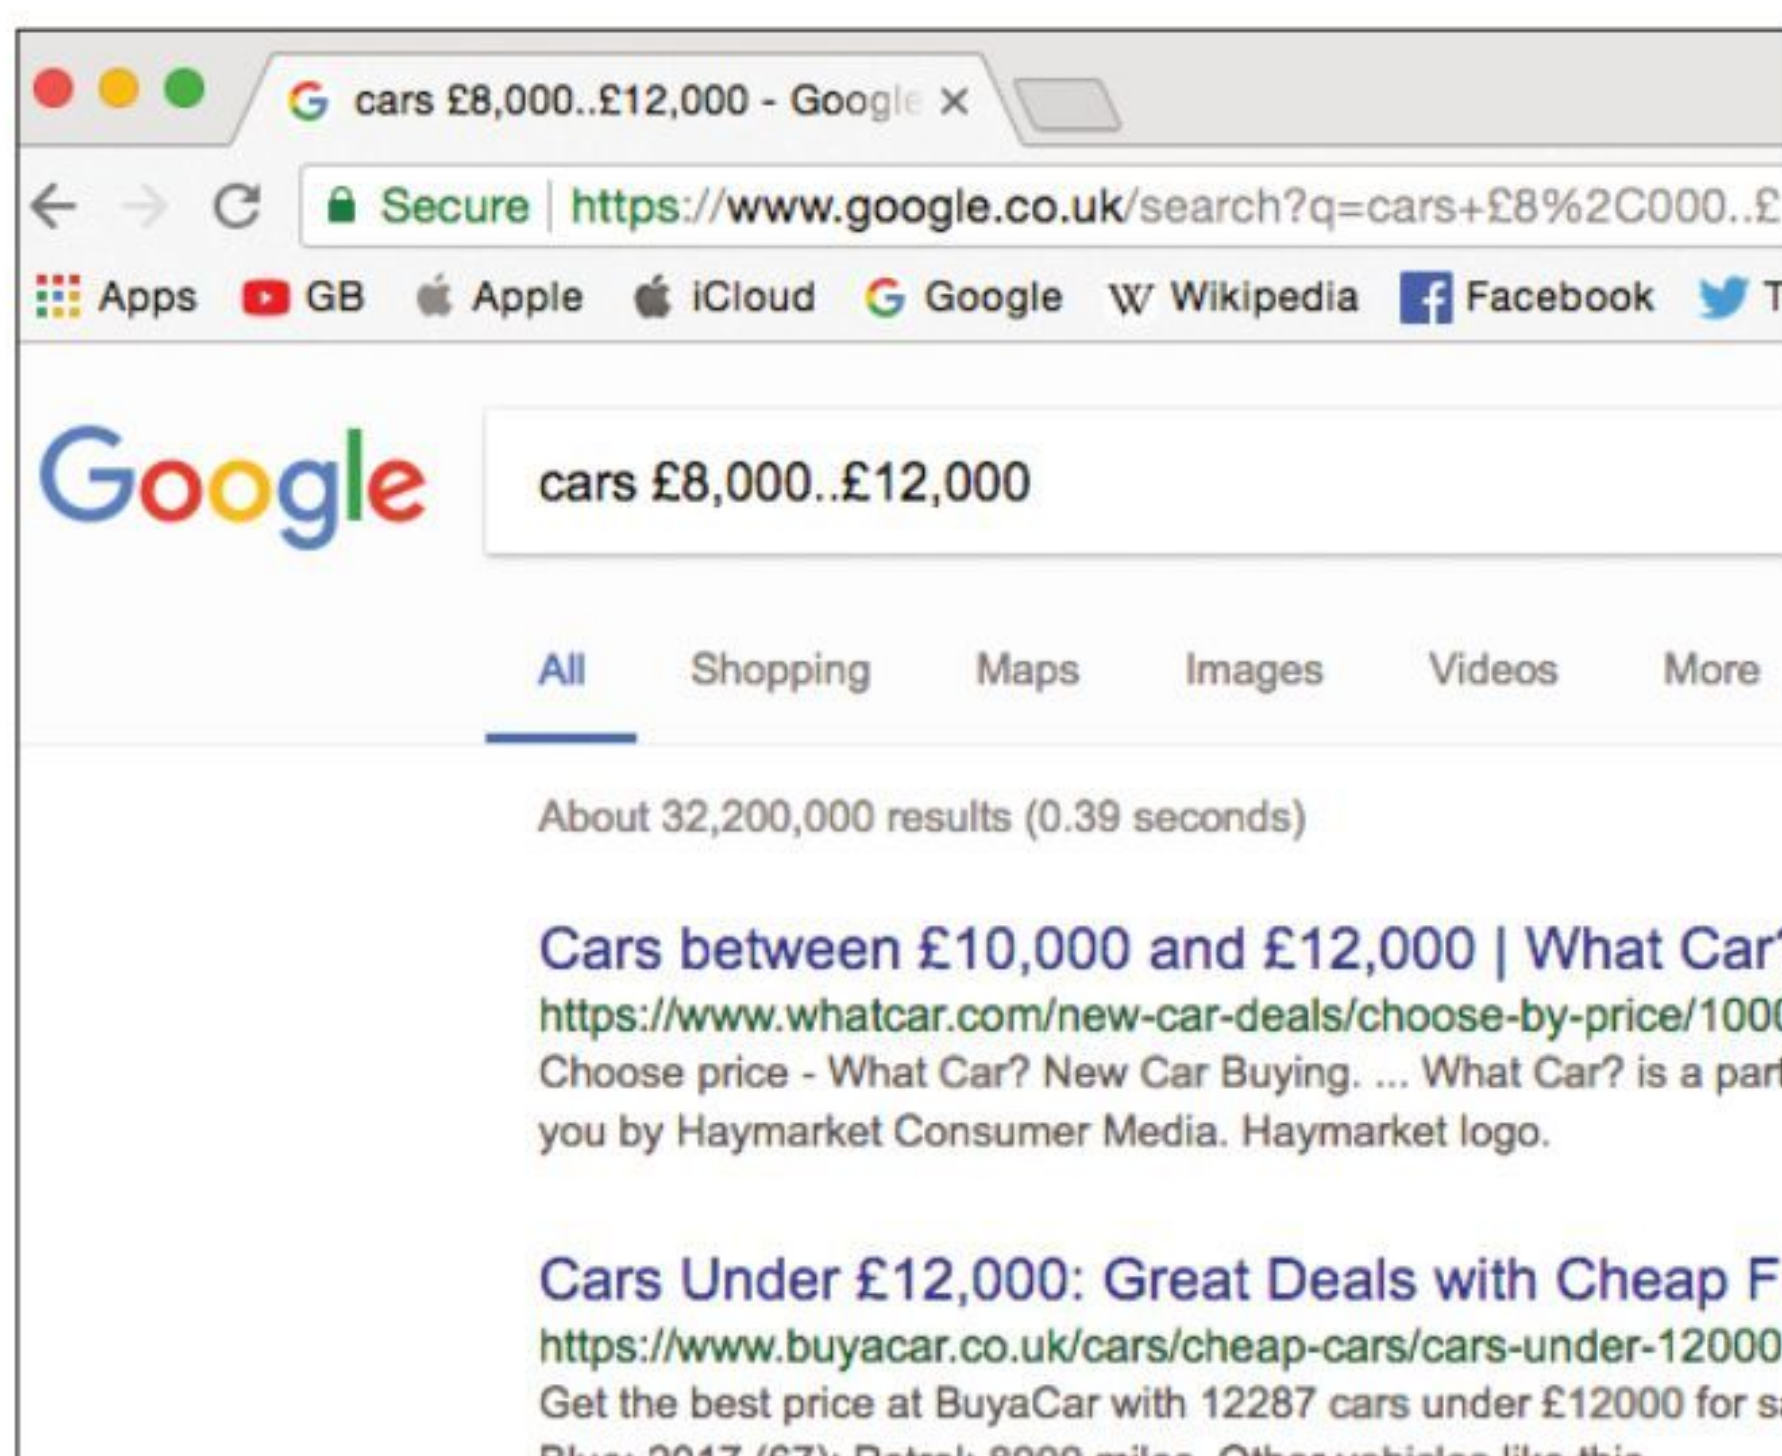 cars £8,000..£12,000 - Google
Secure https://www.google.co.uk/search?q=cars+£8%2C000..£
Apps GB Apple iCloud Google Wikipedia Facebook T
Google cars £8,000..£12,000
All Shopping Maps Images Videos More
About 32,200,000 results (0.39 seconds)
Cars between £10,000 and £12,000 | What Car?
https://www.whatcar.com/new-car-deals/choose-by-price/1000
Choose price - What Car? New Car Buying. ... What Car? is a part
you by Haymarket Consumer Media. Haymarket logo.
Cars Under £12,000: Great Deals with Cheap F
https://www.buyacar.co.uk/cars/cheap-cars/cars-under-12000
Get the best price at BuyaCar with 12287 cars under £12000 for sa